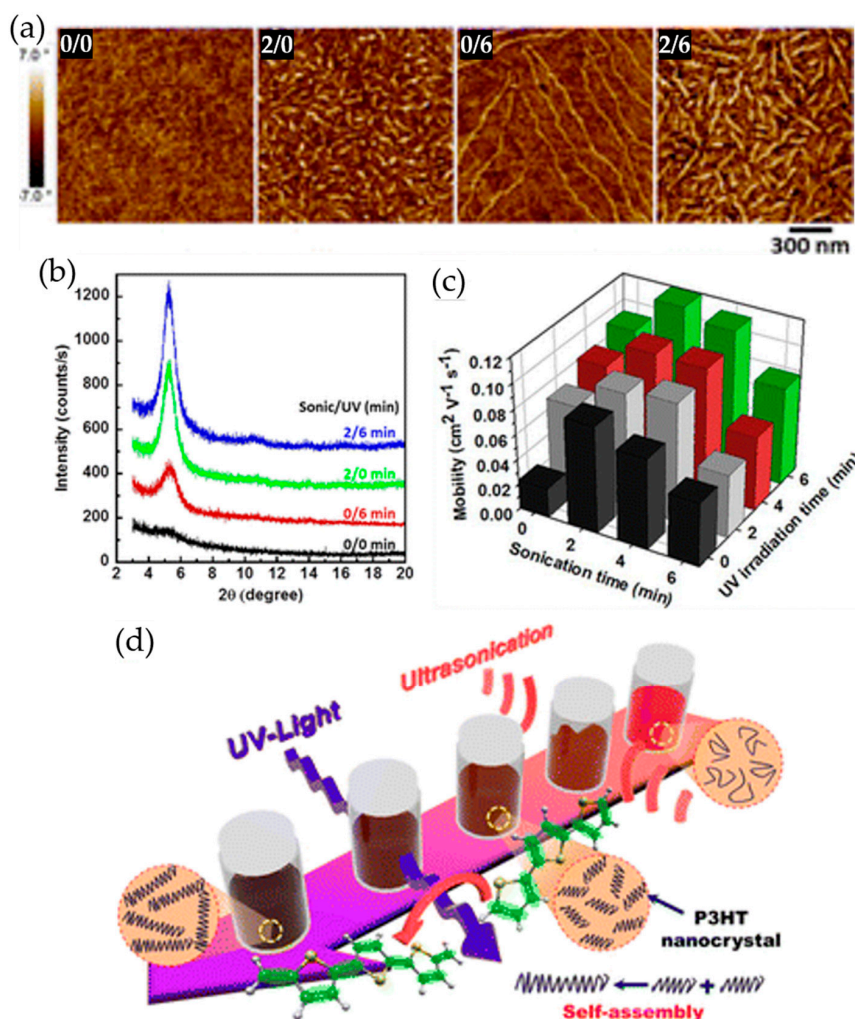 (a)
0/0
2/0
0/6
2/6
7.0 °
-7.0 °
300 nm
(b)
Intensity (counts/s)
1200
1000
800
600
400
200
0
Sonic/UV (min)
2/6 min
2/0 min
0/6 min
0/0 min
2 4 6 8 10 12 14 16 18 20
2θ (degree)
(c)
Mobility (cm² V⁻¹ s⁻¹)
0.12
0.10
0.08
0.06
0.04
0.02
0.00
0 2 4 6
Sonication time (min)
0 2 4 6
UV irradiation time (min)
(d)
Ultrasonication
UV-Light
P3HT
nanocrystal
+
Self-assembly